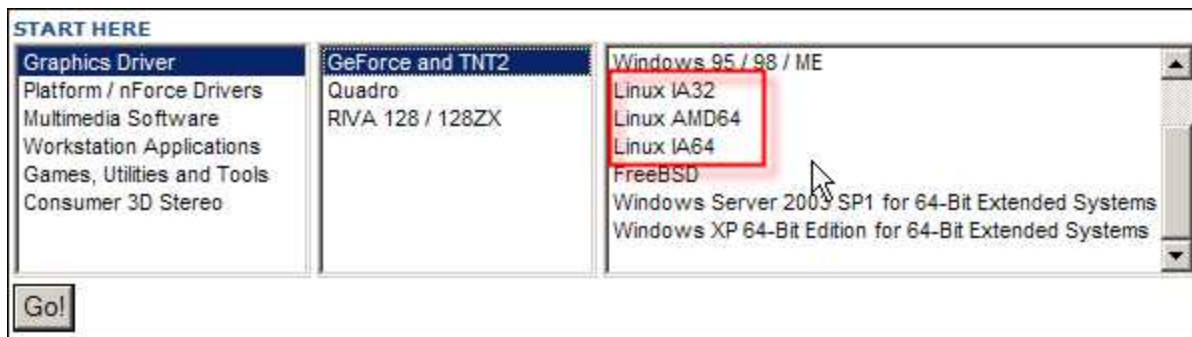 START HERE
Graphics Driver
Platform / nForce Drivers
Multimedia Software
Workstation Applications
Games, Utilities and Tools
Consumer 3D Stereo
GeForce and TNT2
Quadro
RIVA 128 / 128ZX
Windows 95 / 98 / ME
Linux IA32
Linux AMD64
Linux IA64
FreeBSD
Windows Server 2003 SP1 for 64-Bit Extended Systems
Windows XP 64-Bit Edition for 64-Bit Extended Systems
Go!